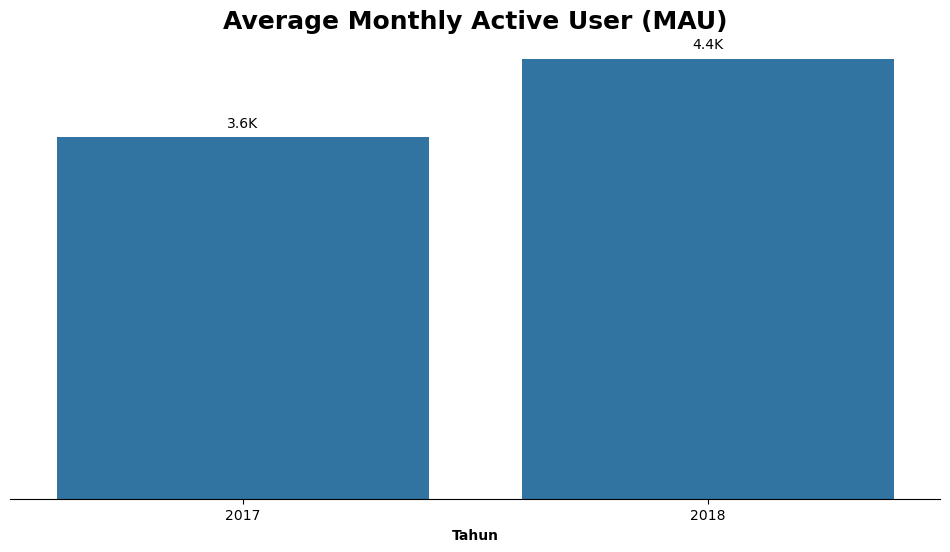 Average Monthly Active User (MAU)
4.4K
3.6K
2017
2018
Tahun